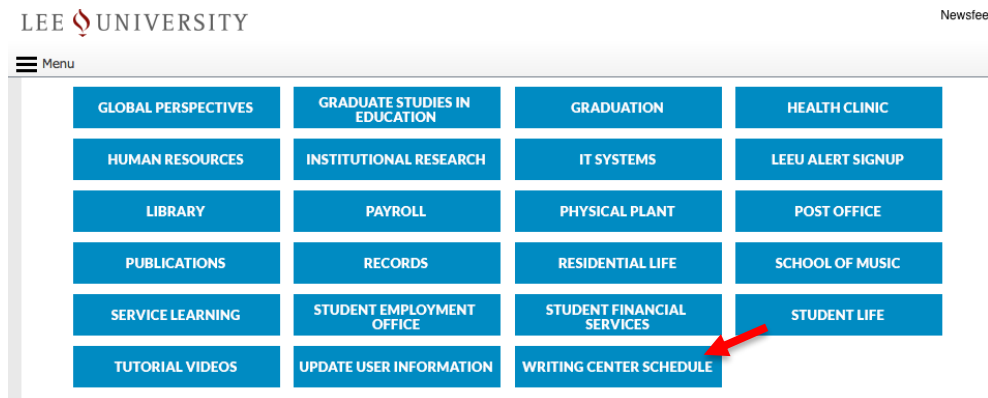 LEE UNIVERSITY
Newsfee
Menu
GLOBAL PERSPECTIVES
GRADUATE STUDIES IN
EDUCATION
GRADUATION
HEALTH CLINIC
HUMAN RESOURCES
INSTITUTIONAL RESEARCH
IT SYSTEMS
LEEU ALERT SIGNUP
LIBRARY
PAYROLL
PHYSICAL PLANT
POST OFFICE
PUBLICATIONS
RECORDS
RESIDENTIAL LIFE
SCHOOL OF MUSIC
SERVICE LEARNING
STUDENT EMPLOYMENT
OFFICE
STUDENT FINANCIAL
SERVICES
STUDENT LIFE
TUTORIAL VIDEOS
UPDATE USER INFORMATION
WRITING CENTER SCHEDULE